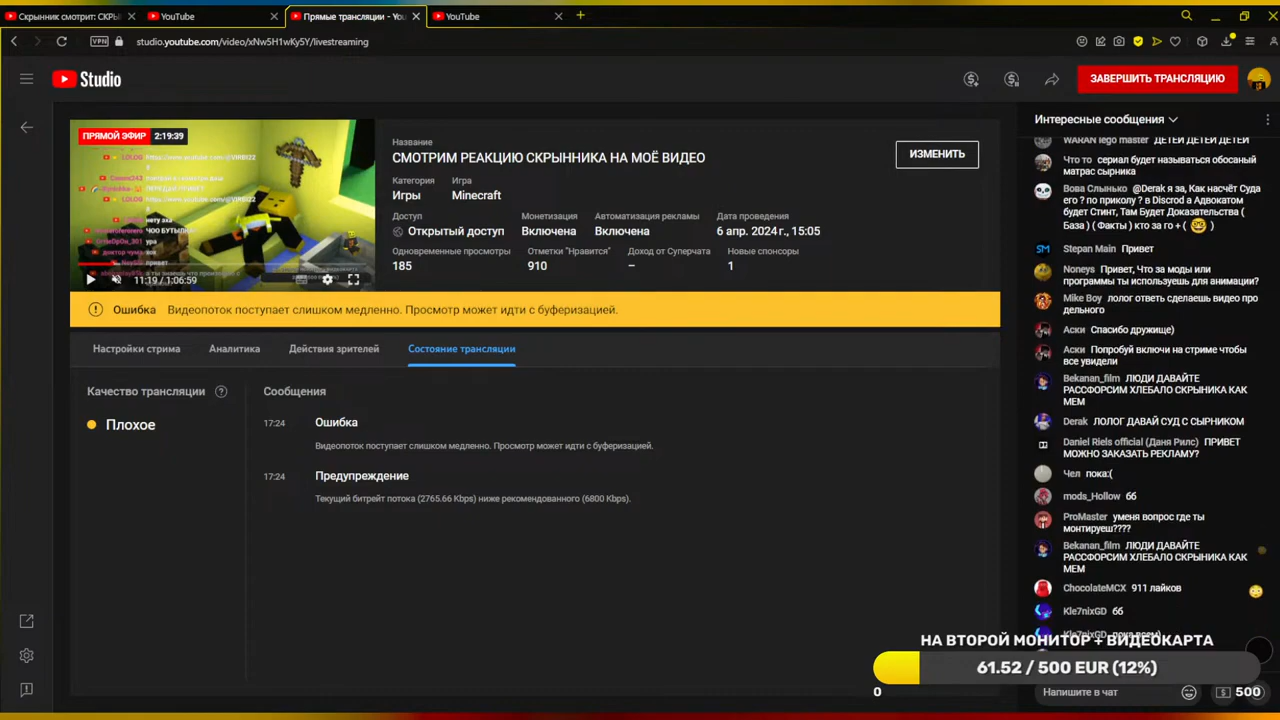 Скрынник смотрит: СКРЫ
YouTube
Прямые трансляции - You
YouTube
VPN
studio.youtube.com/video/xNw5H1wKy5Y/livestreaming
Studio
ЗАВЕРШИТЬ ТРАНСЛЯЦИЮ
ПРЯМОЙ ЭФИР
2:19:39
11:19 / 1:06:59
Название
СМОТРИМ РЕАКЦИЮ СКРЫННИКА НА МОЁ ВИДЕО
ИЗМЕНИТЬ
Категория
Игра
Игры
Minecraft
Доступ
Монетизация
Автоматизация рекламы
Дата проведения
Открытый доступ
Включена
Включена
6 апр. 2024 г., 15:05
Одновременные просмотры
Отметки "Нравится"
Доход от Суперчата
Новые спонсоры
185
910
–
1
Ошибка
Видеопоток поступает слишком медленно. Просмотр может идти с буферизацией.
Настройки стрима
Аналитика
Действия зрителей
Состояние трансляции
Качество трансляции
Сообщения
Плохое
17:24
Ошибка
Видеопоток поступает слишком медленно. Просмотр может идти с буферизацией.
17:24
Предупреждение
Текущий битрейт потока (2765.66 Kbps) ниже рекомендованного (6800 Kbps).
Интересные сообщения
WARAN lego master ДЕТЕЙ ДЕТЕЙ ДЕТЕЙ
Что то сериал будет называться обосаный
матрас сырника
Вова Слынько @Derak я за, Как насчёт Суда
его ? по приколу ? в Discrod а Адвокатом
будет Стинт, Там Будет Доказательства (
База ) ( Факты ) кто за го + ( )
Stepan Main Привет
Noneys Привет, Что за моды или
программы ты используешь для анимации?
Mike Boy лолог ответь сделаешь видео про
дельного
Аски Спасибо дружище)
Аски Попробуй включи на стриме чтобы
все увидели
Bekanan_film ЛЮДИ ДАВАЙТЕ
РАССФОРСИМ ХЛЕБАЛО СКРЫНИКА КАК
МЕМ
Derak ЛОЛОГ ДАВАЙ СУД С СЫРНИКОМ
Daniel Riels official (Даня Рилс) ПРИВЕТ
МОЖНО ЗАКАЗАТЬ РЕКЛАМУ?
Чел пока:(
mods_Hollow 66
ProMaster уменя вопрос где ты
монтируеш????
Bekanan_film ЛЮДИ ДАВАЙТЕ
РАССФОРСИМ ХЛЕБАЛО СКРЫНИКА КАК
МЕМ
ChocolateMCX 911 лайков
Kle7nixGD 66
Kle7nixGD пока всем)
НА ВТОРОЙ МОНИТОР + ВИДЕОКАРТА
61.52 / 500 EUR (12%)
0
500
Напишите в чат